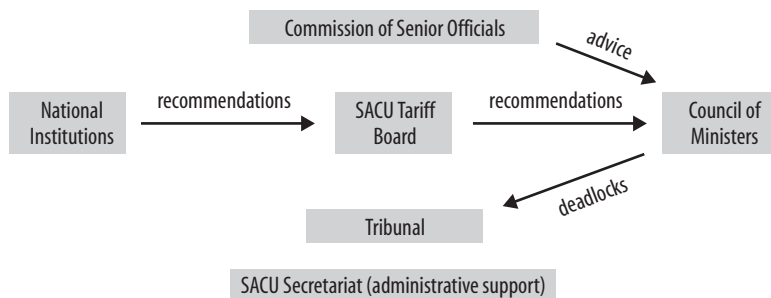 Commission of Senior Officials
advice
National
Institutions
recommendations
SACU Tariff
Board
recommendations
Council of
Ministers
deadlocks
Tribunal
SACU Secretariat (administrative support)